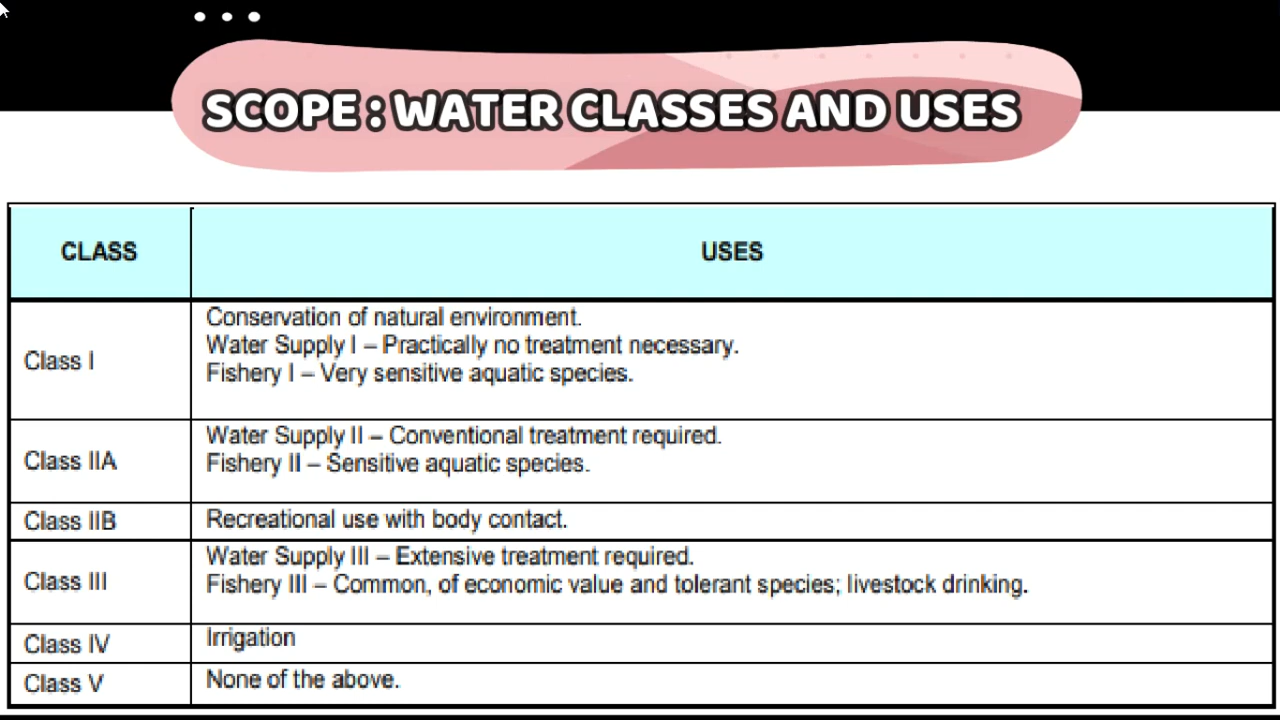 SCOPE : WATER CLASSES AND USES
CLASS USES
Class I
Conservation of natural environment.
Water Supply I – Practically no treatment necessary.
Fishery I – Very sensitive aquatic species.
Class IIA
Water Supply II – Conventional treatment required.
Fishery II – Sensitive aquatic species.
Class IIB
Recreational use with body contact.
Class III
Water Supply III – Extensive treatment required.
Fishery III – Common, of economic value and tolerant species; livestock drinking.
Class IV
Irrigation
Class V
None of the above.